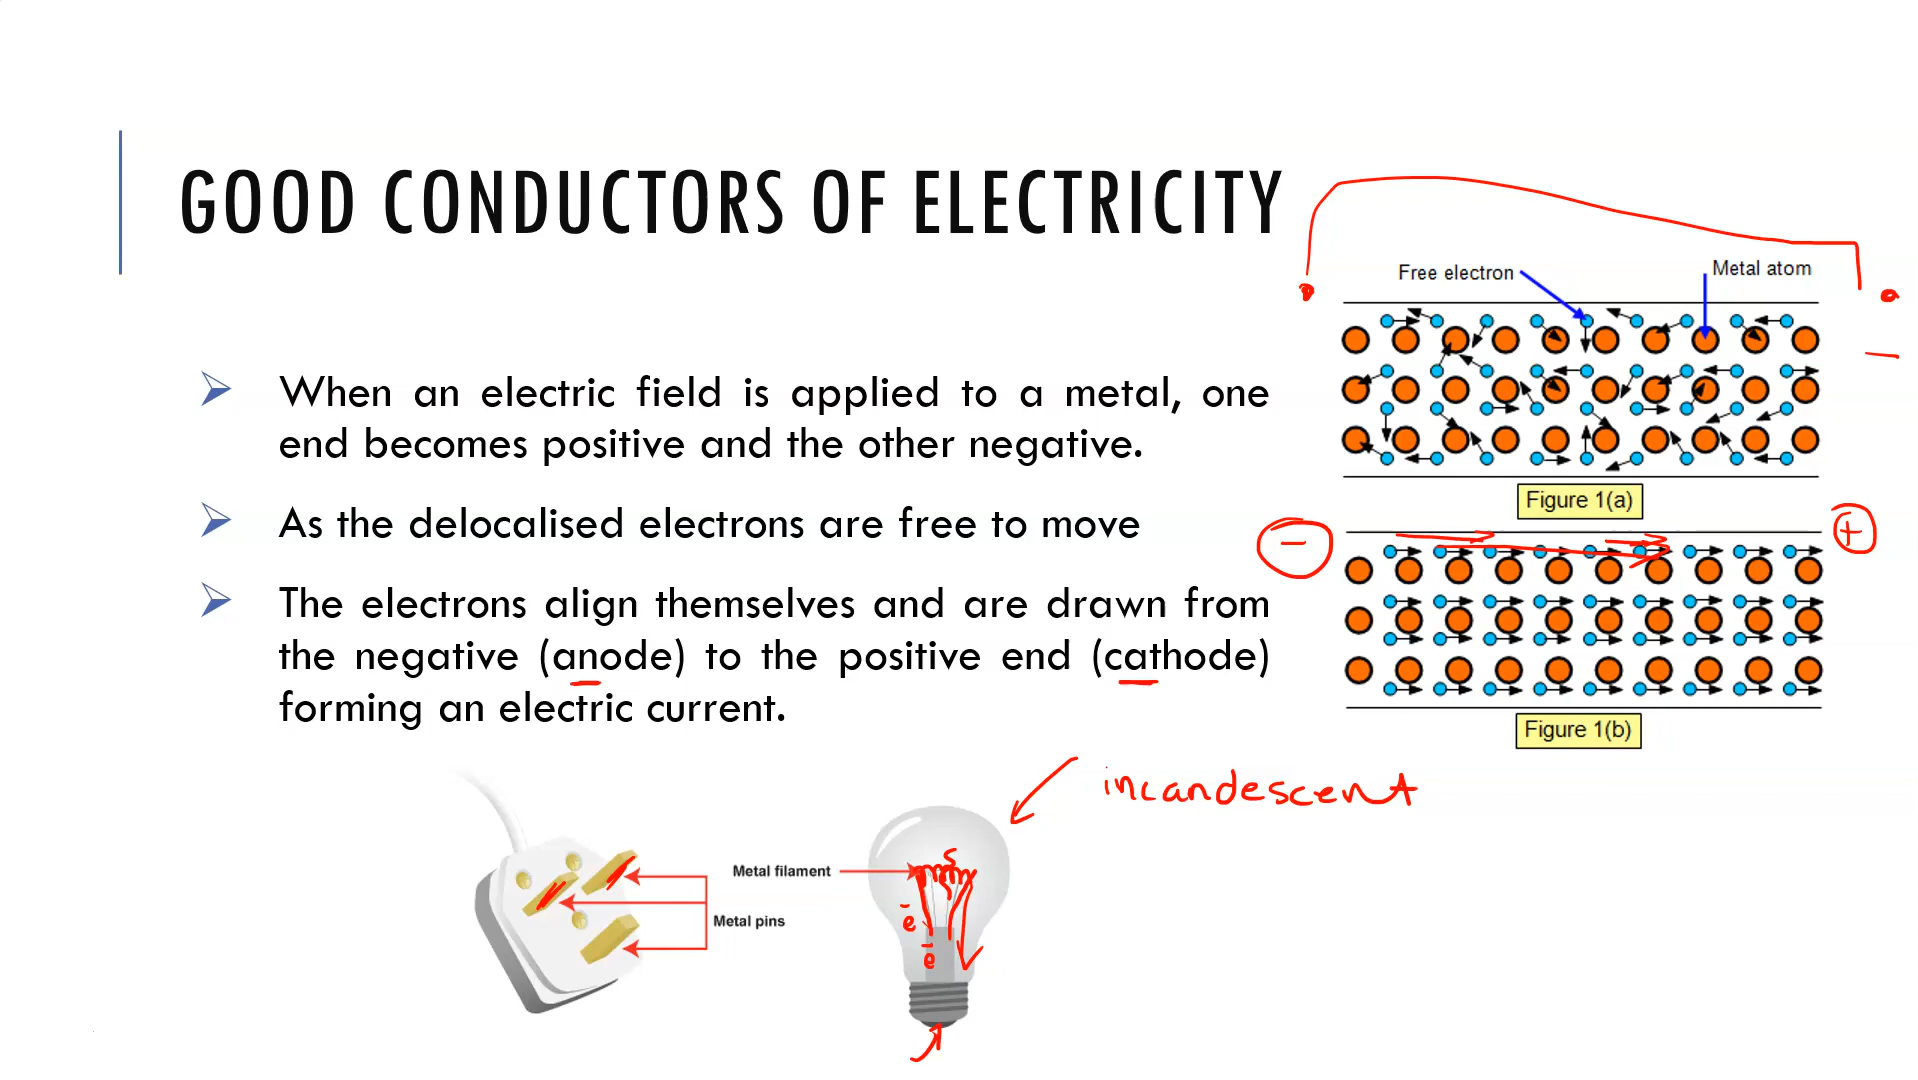 GOOD CONDUCTORS OF ELECTRICITY
When an electric field is applied to a metal, one
end becomes positive and the other negative.
As the delocalised electrons are free to move
The electrons align themselves and are drawn from
the negative (anode) to the positive end (cathode)
forming an electric current.
Free electron
Metal atom
Figure 1(a)
− +
Figure 1(b)
incandescent
Metal filament
Metal pins
e
e